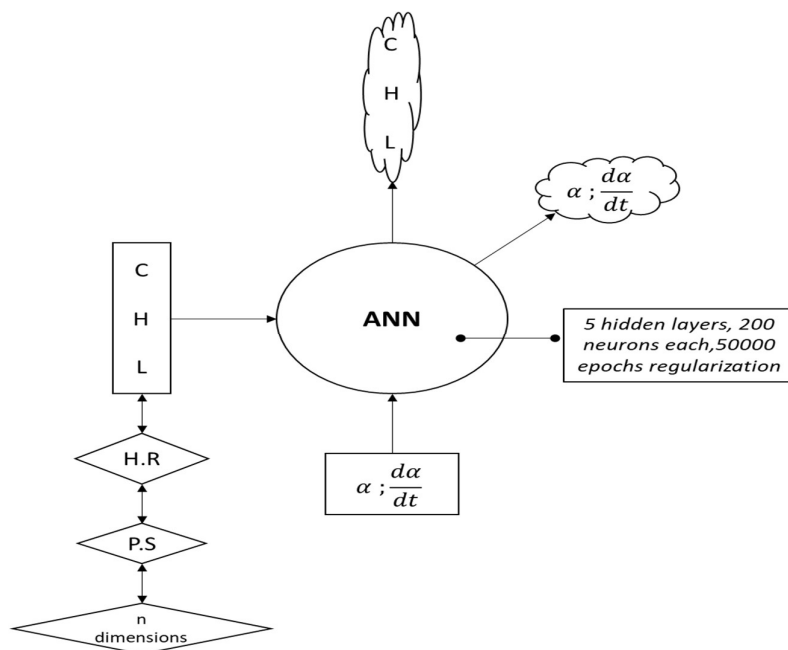 C
H
L
α ; dα/dt
C
H
L
ANN
5 hidden layers, 200
neurons each,50000
epochs regularization
H.R
α ; dα/dt
P.S
n
dimensions